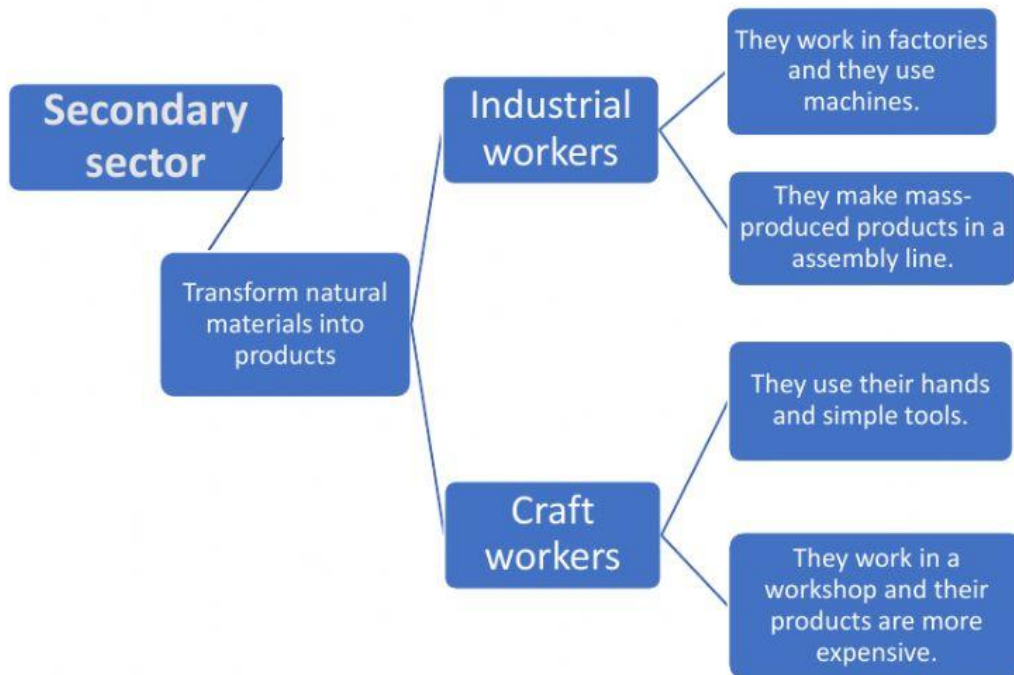 Secondary
sector
Transform natural
materials into
products
Industrial
workers
They work in factories
and they use
machines.
They make mass-
produced products in a
assembly line.
Craft
workers
They use their hands
and simple tools.
They work in a
workshop and their
products are more
expensive.